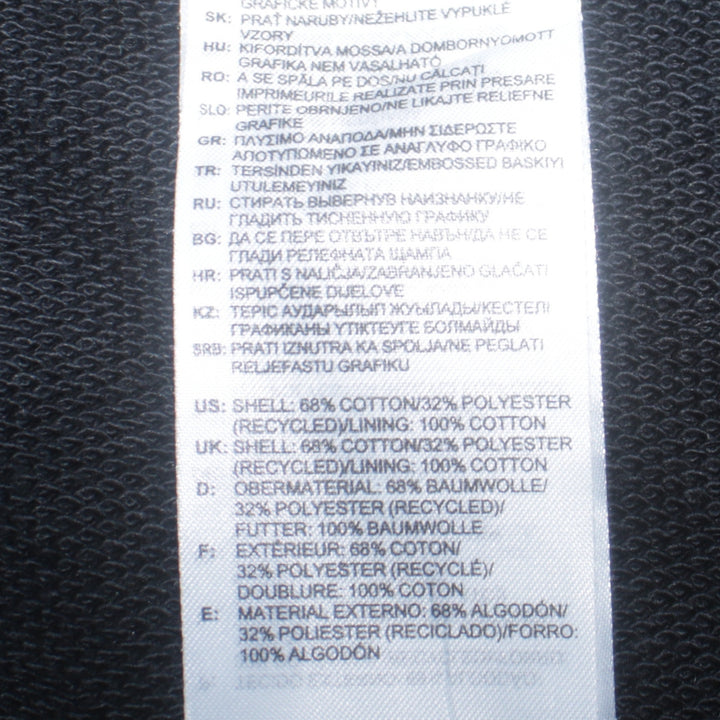 GRAFICKÉ MOTÍVY
SK: PRAŤ NARUBY/NEŽEHLITE VYPUKLÉ
VZORY
HU: KIFORDÍTVA MOSSA/A DOMBORNYOMOTT
GRAFIKA NEM VASALHATÓ
RO: A SE SPĂLA PE DOS/NU CĂLCAŢI
IMPRIMEURILE REALIZATE PRIN PRESARE
SLO: PERITE OBRNJENO/NE LIKAJTE RELIEFNE
GRAFIKE
GR: ΠΛΥΣΙΜΟ ΑΝΑΠΟΔΑ/ΜΗΝ ΣΙΔΕΡΩΣΤΕ
ΑΠΟΤΥΠΩΜΕΝΟ ΣΕ ΑΝΑΓΛΥΦΟ ΓΡΑΦΙΚΟ
TR: TERSİNDEN YIKAYINIZ/EMBOSSED BASKIYI
UTULEMEYINIZ
RU: СТИРАТЬ ВЫВЕРНУВ НАИЗНАНКУ/НЕ
ГЛАДИТЬ ТИСНЕННУЮ ГРАФИКУ
BG: ДА СЕ ПЕРЕ ОТВЪТРЕ НАВЪН/ДА НЕ СЕ
ГЛАДИ РЕЛЕФНАТА ЩАМПА
HR: PRATI S NALIČJA/ZABRANJENO GLAČATI
ISPUPČENE DIJELOVE
KZ: ТЕРІС АУДАРЫЛЫП ЖУЫЛАДЫ/КЕСТЕЛІ
ГРАФИКАНЫ ҮТІКТЕУГЕ БОЛМАЙДЫ
SRB: PRATI IZNUTRA KA SPOLJA/NE PEGLATI
RELJEFASTU GRAFIKU
US: SHELL: 68% COTTON/32% POLYESTER
(RECYCLED)/LINING: 100% COTTON
UK: SHELL: 68% COTTON/32% POLYESTER
(RECYCLED)/LINING: 100% COTTON
D: OBERMATERIAL: 68% BAUMWOLLE/
32% POLYESTER (RECYCLED)/
FUTTER: 100% BAUMWOLLE
F: EXTÉRIEUR: 68% COTON/
32% POLYESTER (RECYCLÉ)/
DOUBLURE: 100% COTON
E: MATERIAL EXTERNO: 68% ALGODÓN/
32% POLIESTER (RECICLADO)/FORRO:
100% ALGODÓN